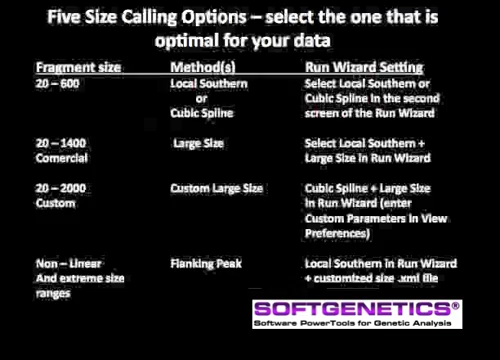 Five Size Calling Options – select the one that is
optimal for your data
Fragment size Method(s) Run Wizard Setting
20 – 600 Local Southern Select Local Southern or
or Cubic Spline in the second
Cubic Spline screen of the Run Wizard
20 – 1400 Large Size Select Local Southern +
Comercial Large Size in Run Wizard
20 – 2000 Custom Large Size Cubic Spline + Large Size
Custom in Run Wizard (enter
Custom Parameters in View
Preferences)
Non – Linear Flanking Peak Local Southern in Run Wizard
And extreme size + customized size .xml file
ranges
SOFTGENETICS®
Software PowerTools for Genetic Analysis